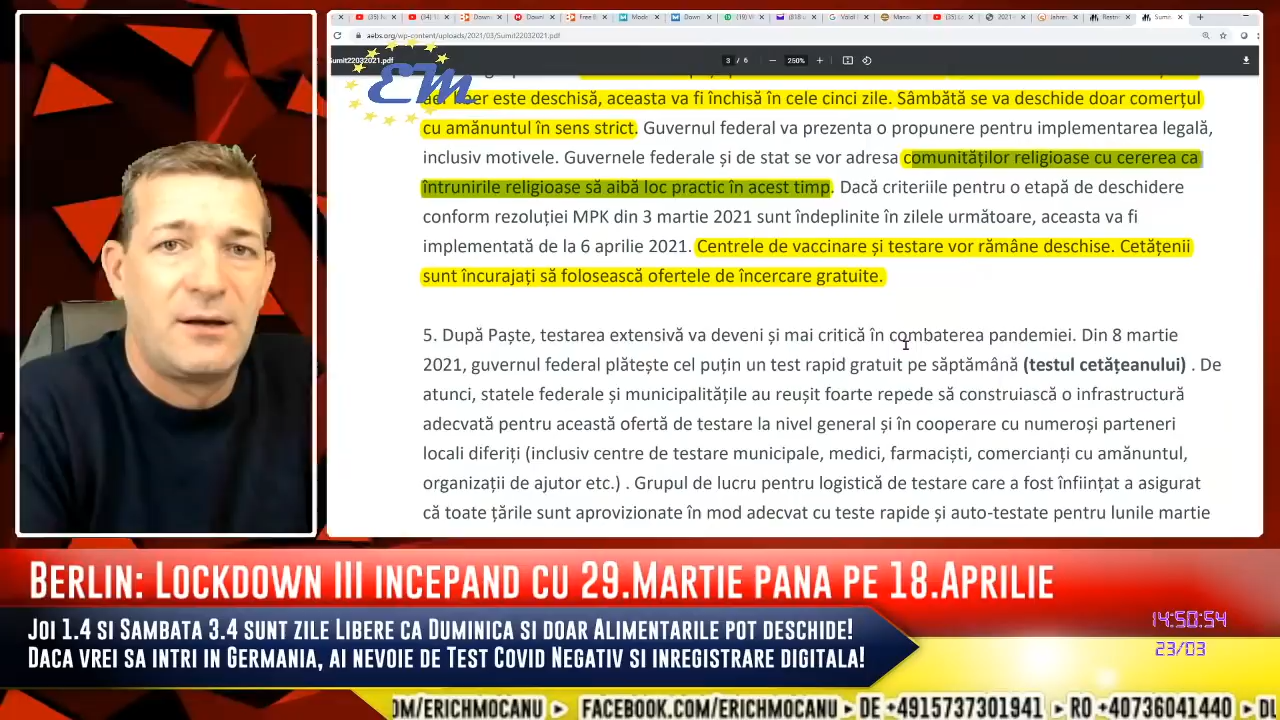 aebs.org/wp-content/uploads/2021/03/Sumit22032021.pdf
Sumit22032021.pdf
3 / 6
250%
EM
aer liber este deschisă, aceasta va fi închisă în cele cinci zile. Sâmbătă se va deschide doar comerțul
cu amănuntul în sens strict. Guvernul federal va prezenta o propunere pentru implementarea legală,
inclusiv motivele. Guvernele federale și de stat se vor adresa comunităților religioase cu cererea ca
întrunirile religioase să aibă loc practic în acest timp. Dacă criteriile pentru o etapă de deschidere
conform rezoluției MPK din 3 martie 2021 sunt îndeplinite în zilele următoare, aceasta va fi
implementată de la 6 aprilie 2021. Centrele de vaccinare și testare vor rămâne deschise. Cetățenii
sunt încurajați să folosească ofertele de încercare gratuite.
5. După Paște, testarea extensivă va deveni și mai critică în combaterea pandemiei. Din 8 martie
2021, guvernul federal plătește cel puțin un test rapid gratuit pe săptămână (testul cetățeanului) . De
atunci, statele federale și municipalitățile au reușit foarte repede să construiască o infrastructură
adecvată pentru această ofertă de testare la nivel general și în cooperare cu numeroși parteneri
locali diferiți (inclusiv centre de testare municipale, medici, farmaciști, comercianți cu amănuntul,
organizații de ajutor etc.) . Grupul de lucru pentru logistică de testare care a fost înființat a asigurat
că toate țările sunt aprovizionate în mod adecvat cu teste rapide și auto-testate pentru lunile martie
Berlin: Lockdown III incepand cu 29.Martie pana pe 18.Aprilie
Joi 1.4 si Sambata 3.4 sunt zile Libere ca Duminica si doar Alimentarile pot deschide!
Daca vrei sa intri in Germania, ai nevoie de Test Covid Negativ si inregistrare digitala!
14:50:54
23/03
OM/ERICHMOCANU ► FACEBOOK.COM/ERICHMOCANU ► DE +4915737301941 ► RO +40736041440 ►